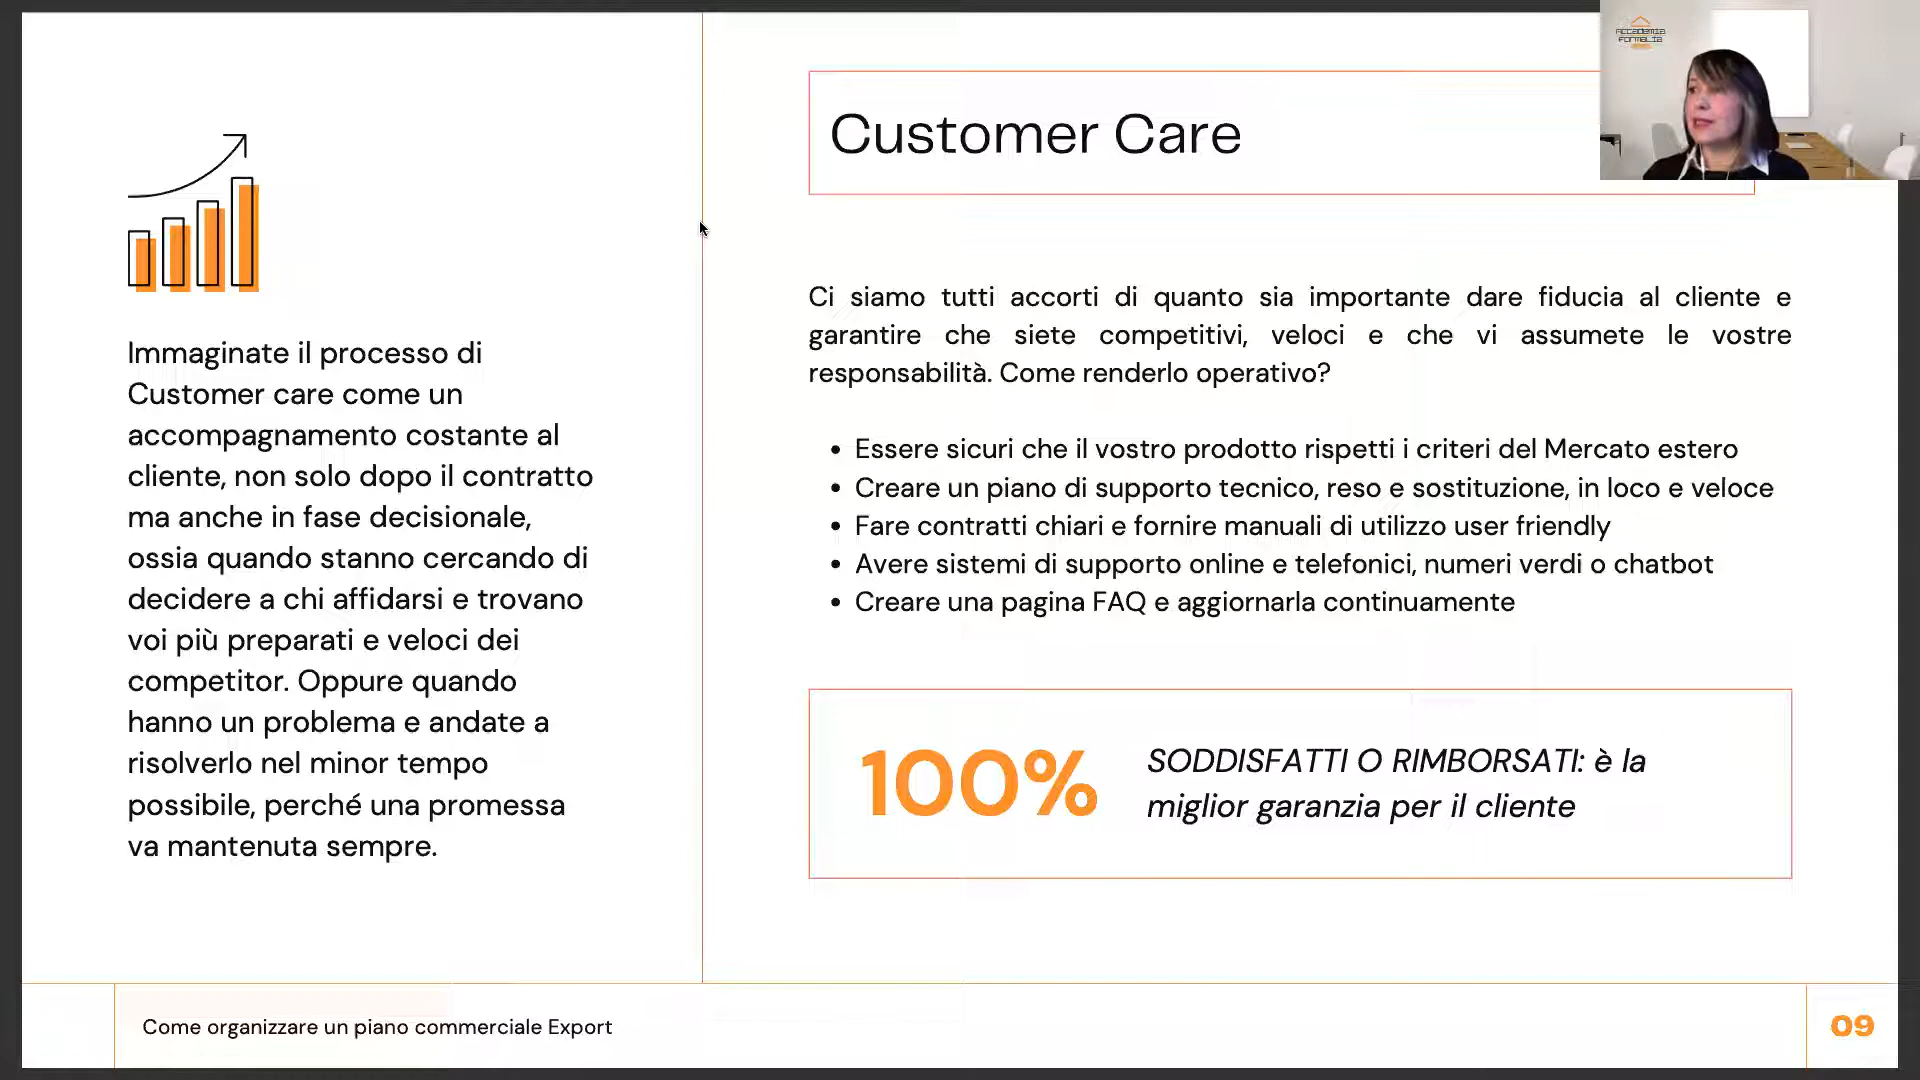 Accademia
Formalia
Customer Care
Immaginate il processo di
Customer care come un
accompagnamento costante al
cliente, non solo dopo il contratto
ma anche in fase decisionale,
ossia quando stanno cercando di
decidere a chi affidarsi e trovano
voi più preparati e veloci dei
competitor. Oppure quando
hanno un problema e andate a
risolverlo nel minor tempo
possibile, perché una promessa
va mantenuta sempre.
Ci siamo tutti accorti di quanto sia importante dare fiducia al cliente e
garantire che siete competitivi, veloci e che vi assumete le vostre
responsabilità. Come renderlo operativo?
• Essere sicuri che il vostro prodotto rispetti i criteri del Mercato estero
• Creare un piano di supporto tecnico, reso e sostituzione, in loco e veloce
• Fare contratti chiari e fornire manuali di utilizzo user friendly
• Avere sistemi di supporto online e telefonici, numeri verdi o chatbot
• Creare una pagina FAQ e aggiornarla continuamente
100%
SODDISFATTI O RIMBORSATI: è la
miglior garanzia per il cliente
Come organizzare un piano commerciale Export
09